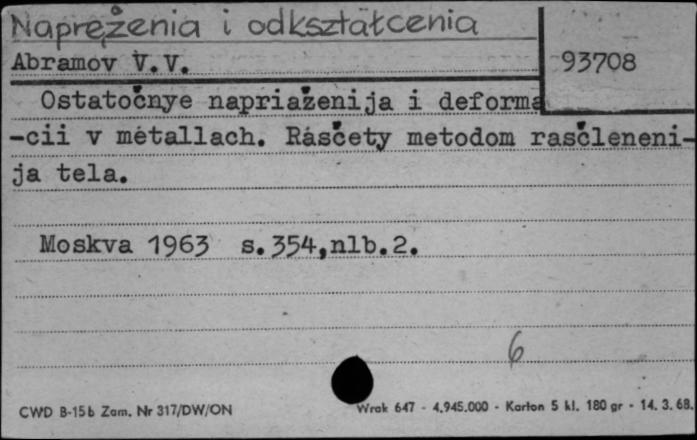 Naprężenia i odkształcenia
Abramov V.V.
93708
Ostatočnye napriaženija i deforma
-cii v metallach. Rasčety metodom rasčleneni-
ja tela.
Moskva 1963 s.354,nlb.2.
6
CWD B-15b Zam. Nr 317/DW/ON
Wrak 647 - 4.945.000 - Karton 5 kl. 180 gr - 14.3.68.